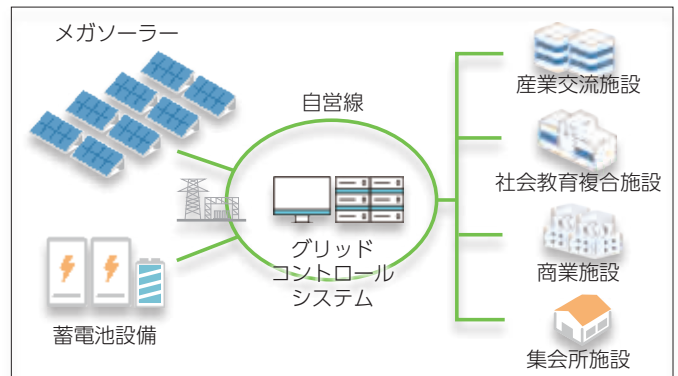 メガソーラー
自営線
グリッド
コントロール
システム
蓄電池設備
産業交流施設
社会教育複合施設
商業施設
集会所施設